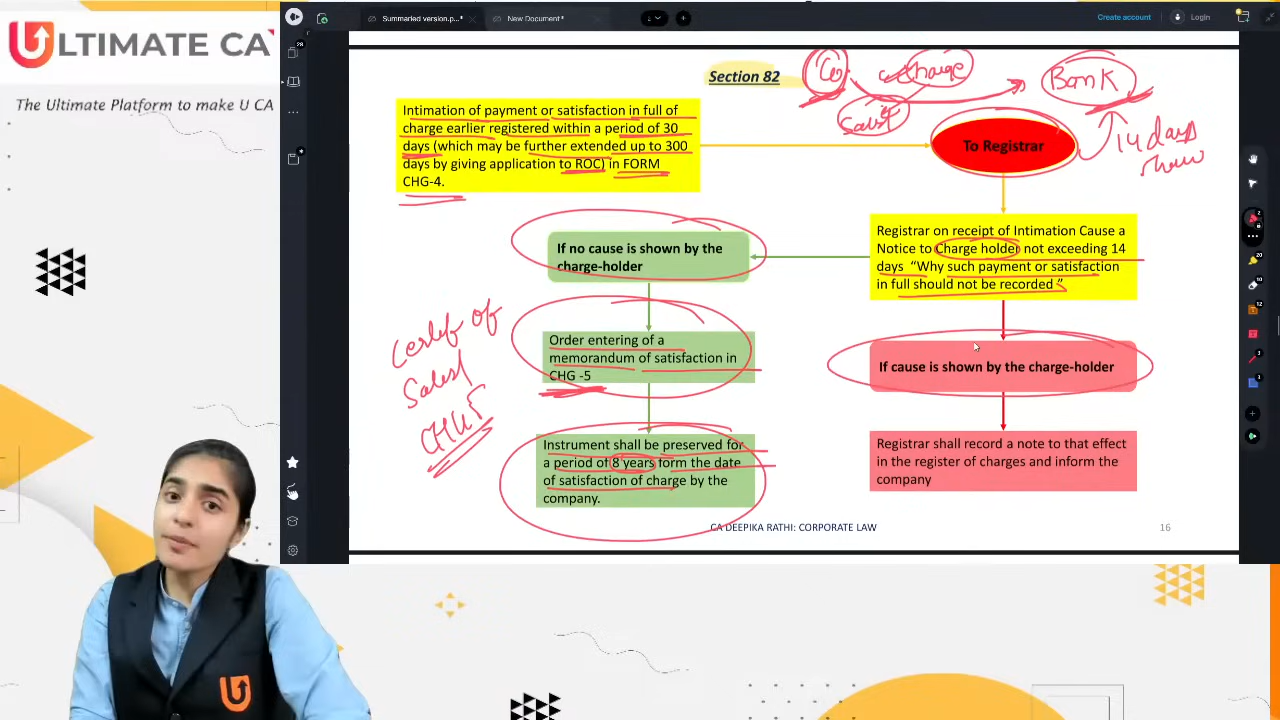 ULTIMATE CA
The Ultimate Platform to make U CA
Summaried version.p...*
New Document*
1
Create account
Login
28
Section 82
Co
charge
Bank
Satisf
14 days
show
Intimation of payment or satisfaction in full of
charge earlier registered within a period of 30
days (which may be further extended up to 300
days by giving application to ROC) in FORM
CHG-4.
To Registrar
Registrar on receipt of Intimation Cause a
Notice to Charge holder not exceeding 14
days “Why such payment or satisfaction
in full should not be recorded”
If no cause is shown by the
charge-holder
Order entering of a
memorandum of satisfaction in
CHG -5
Certif of
Satisf
CHG 5
If cause is shown by the charge-holder
Instrument shall be preserved for
a period of 8 years form the date
of satisfaction of charge by the
company.
Registrar shall record a note to that effect
in the register of charges and inform the
company
CA DEEPIKA RATHI: CORPORATE LAW
16